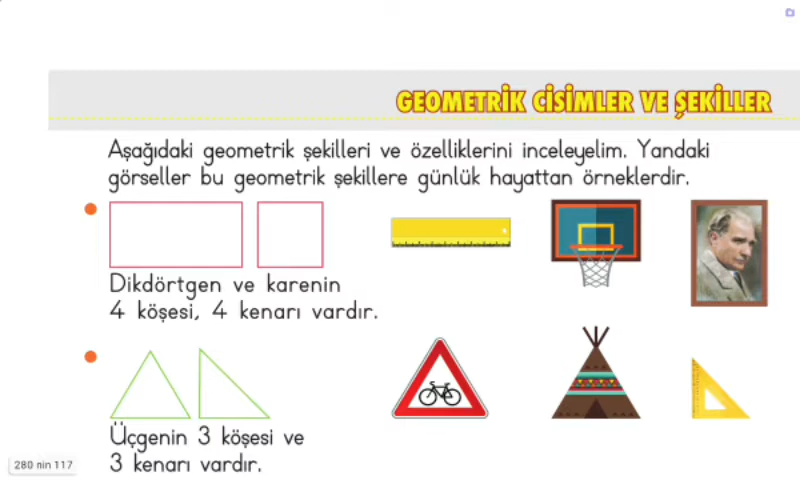 GEOMETRİK CİSİMLER VE ŞEKİLLER
Aşağıdaki geometrik şekilleri ve özelliklerini inceleyelim. Yandaki
görseller bu geometrik şekillere günlük hayattan örneklerdir.
Dikdörtgen ve karenin
4 köşesi, 4 kenarı vardır.
Üçgenin 3 köşesi ve
3 kenarı vardır.
280 nin 117